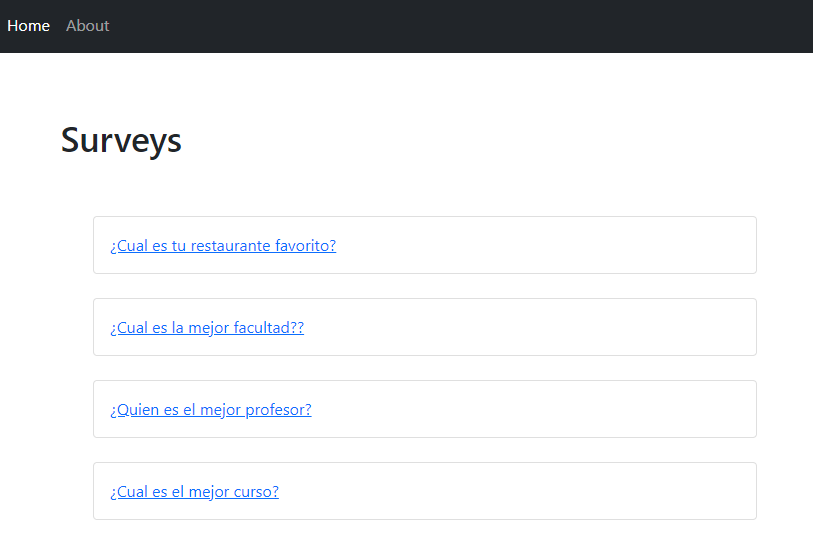 Home About
Surveys
¿Cual es tu restaurante favorito?
¿Cual es la mejor facultad??
¿Quien es el mejor profesor?
¿Cual es el mejor curso?